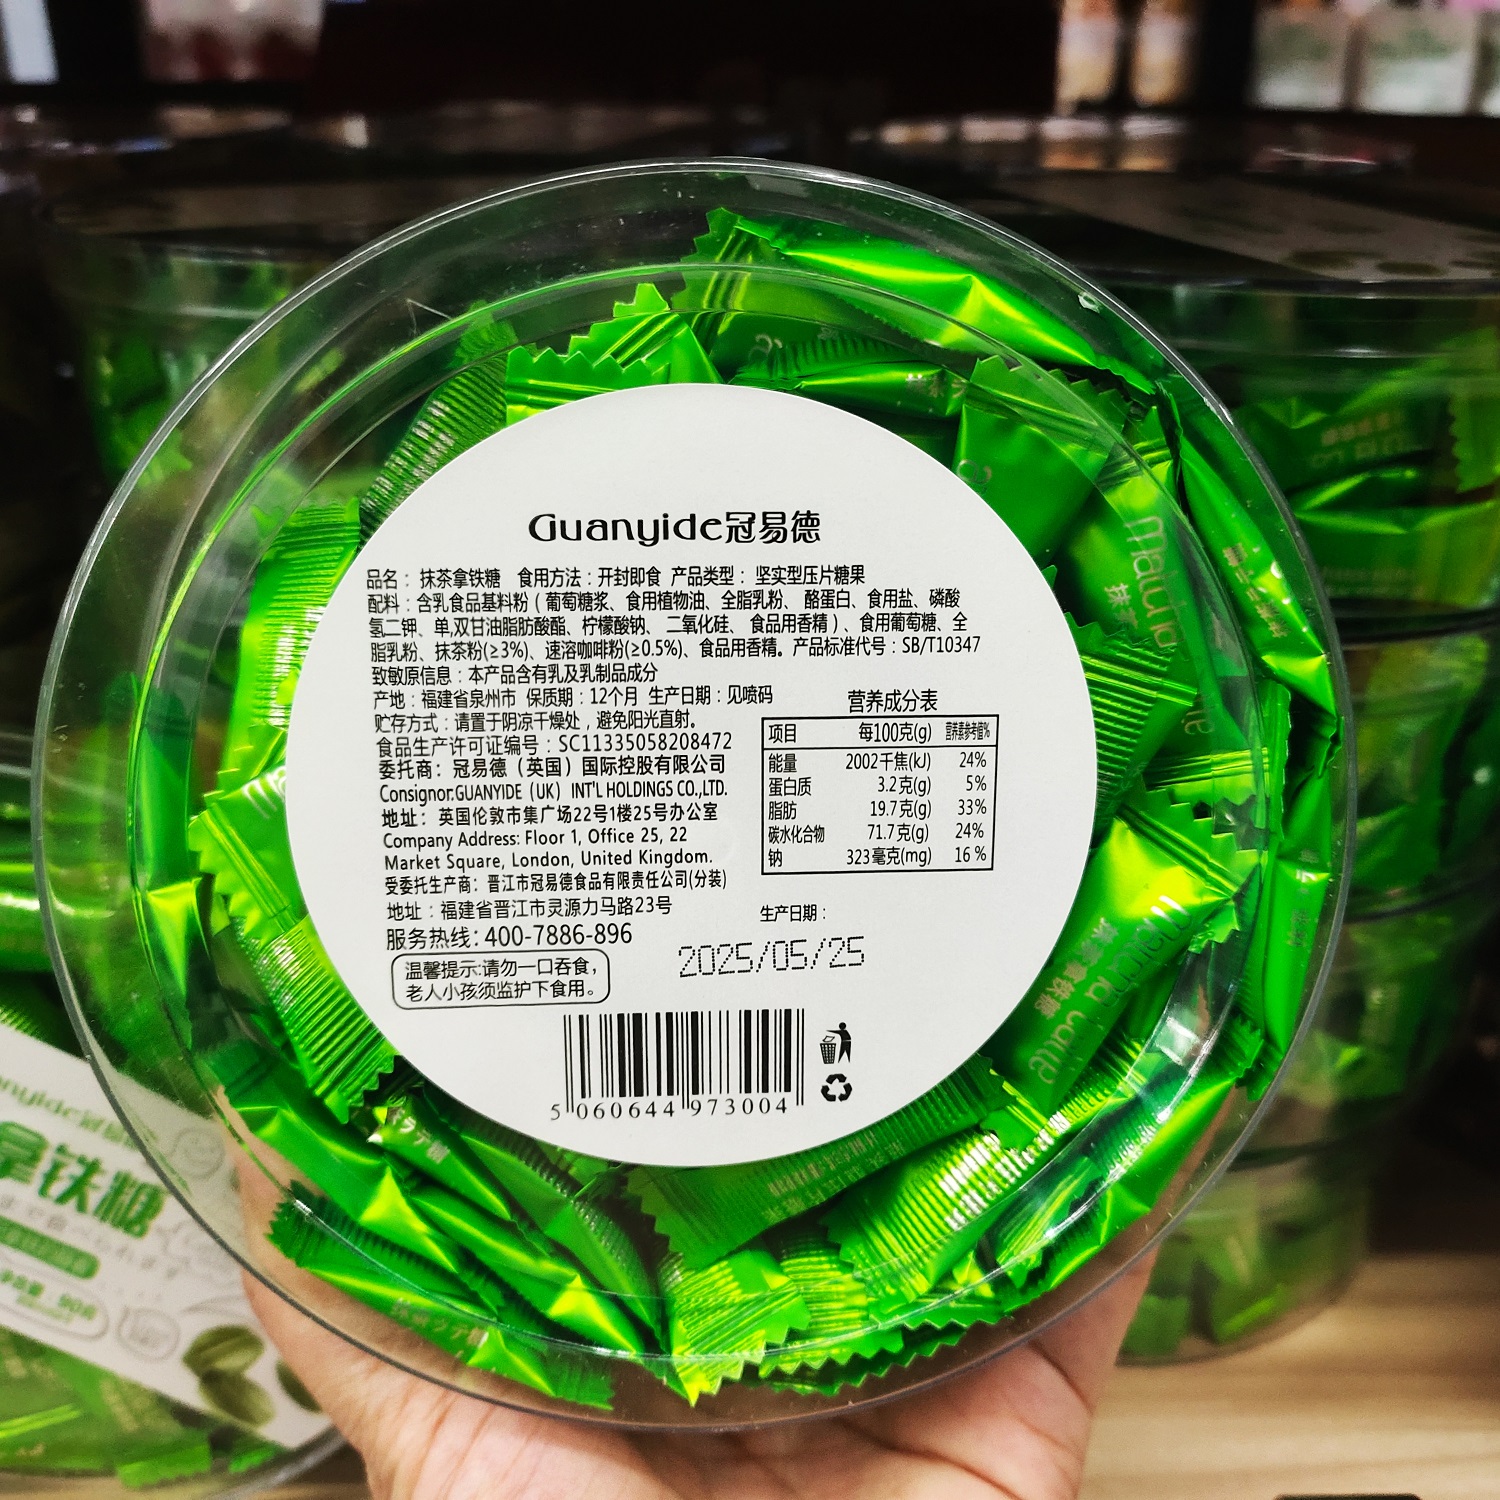 Guanyide冠易德
品名：抹茶拿铁糖 食用方法：开封即食 产品类型：坚实型压片糖果
配料：含乳食品基料粉（葡萄糖浆、食用植物油、全脂乳粉、酪蛋白、食用盐、磷酸
氢二钾、单,双甘油脂肪酸酯、柠檬酸钠、二氧化硅、食品用香精）、食用葡萄糖、全
脂乳粉、抹茶粉(≥3%)、速溶咖啡粉(≥0.5%)、食品用香精。产品标准代号：SB/T10347
致敏原信息：本产品含有乳及乳制品成分
产地：福建省泉州市 保质期：12个月 生产日期：见喷码
贮存方式：请置于阴凉干燥处，避免阳光直射。
食品生产许可证编号：SC11335058208472
委托商：冠易德（英国）国际控股有限公司
Consignor:GUANYIDE (UK) INT'L HOLDINGS CO.,LTD.
地址：英国伦敦市集广场22号1楼25号办公室
Company Address: Floor 1, Office 25, 22
Market Square, London, United Kingdom.
受委托生产商：晋江市冠易德食品有限责任公司(分装)
地址：福建省晋江市灵源力马路23号
服务热线：400-7886-896
温馨提示:请勿一口吞食，
老人小孩须监护下食用。
营养成分表
项目 每100克(g) 营养素参考值%
能量 2002千焦(kJ) 24%
蛋白质 3.2克(g) 5%
脂肪 19.7克(g) 33%
碳水化合物 71.7克(g) 24%
钠 323毫克(mg) 16%
生产日期：
2025/05/25
5 060644 973004
拿铁糖